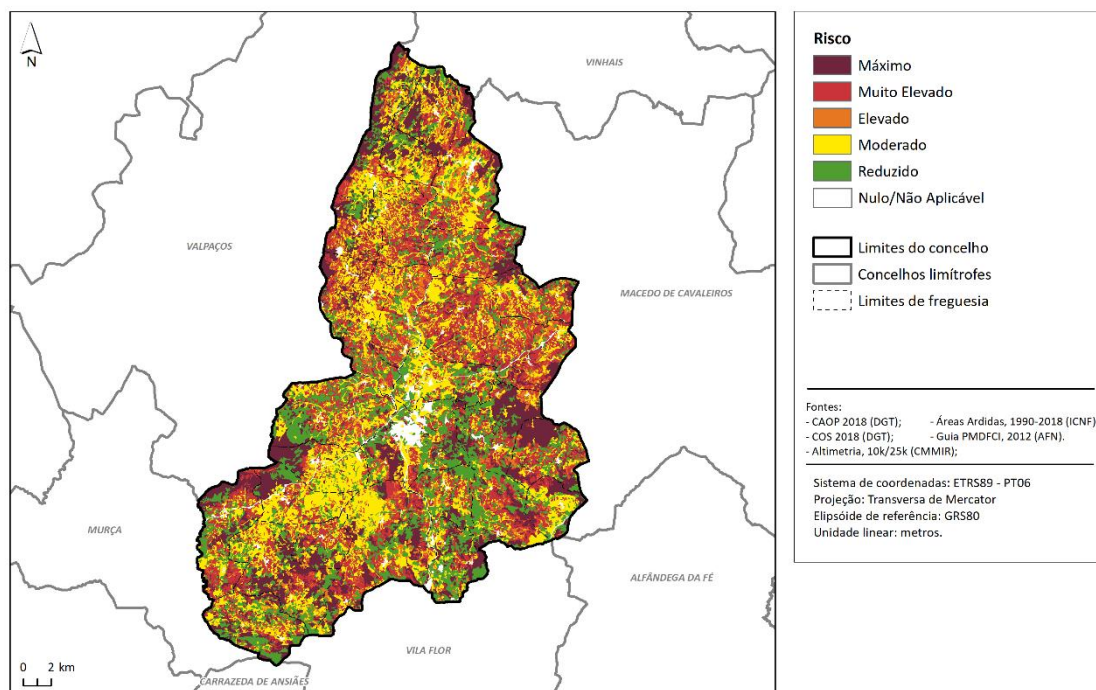 N
VINHAIS
VALPAÇOS
MACEDO DE CAVALEIROS
MURÇA
ALFÂNDEGA DA FÉ
VILA FLOR
CARRAZEDA DE ANSIÃES
0 2 km
Risco
Máximo
Muito Elevado
Elevado
Moderado
Reduzido
Nulo/Não Aplicável
Limites do concelho
Concelhos limítrofes
Limites de freguesia
Fontes:
- CAOP 2018 (DGT); - Áreas Ardidas, 1990-2018 (ICNF)
- COS 2018 (DGT); - Guia PMDFCI, 2012 (AFN).
- Altimetria, 10k/25k (CMMIR);
Sistema de coordenadas: ETRS89 - PT06
Projeção: Transversa de Mercator
Elipsóide de referência: GRS80
Unidade linear: metros.